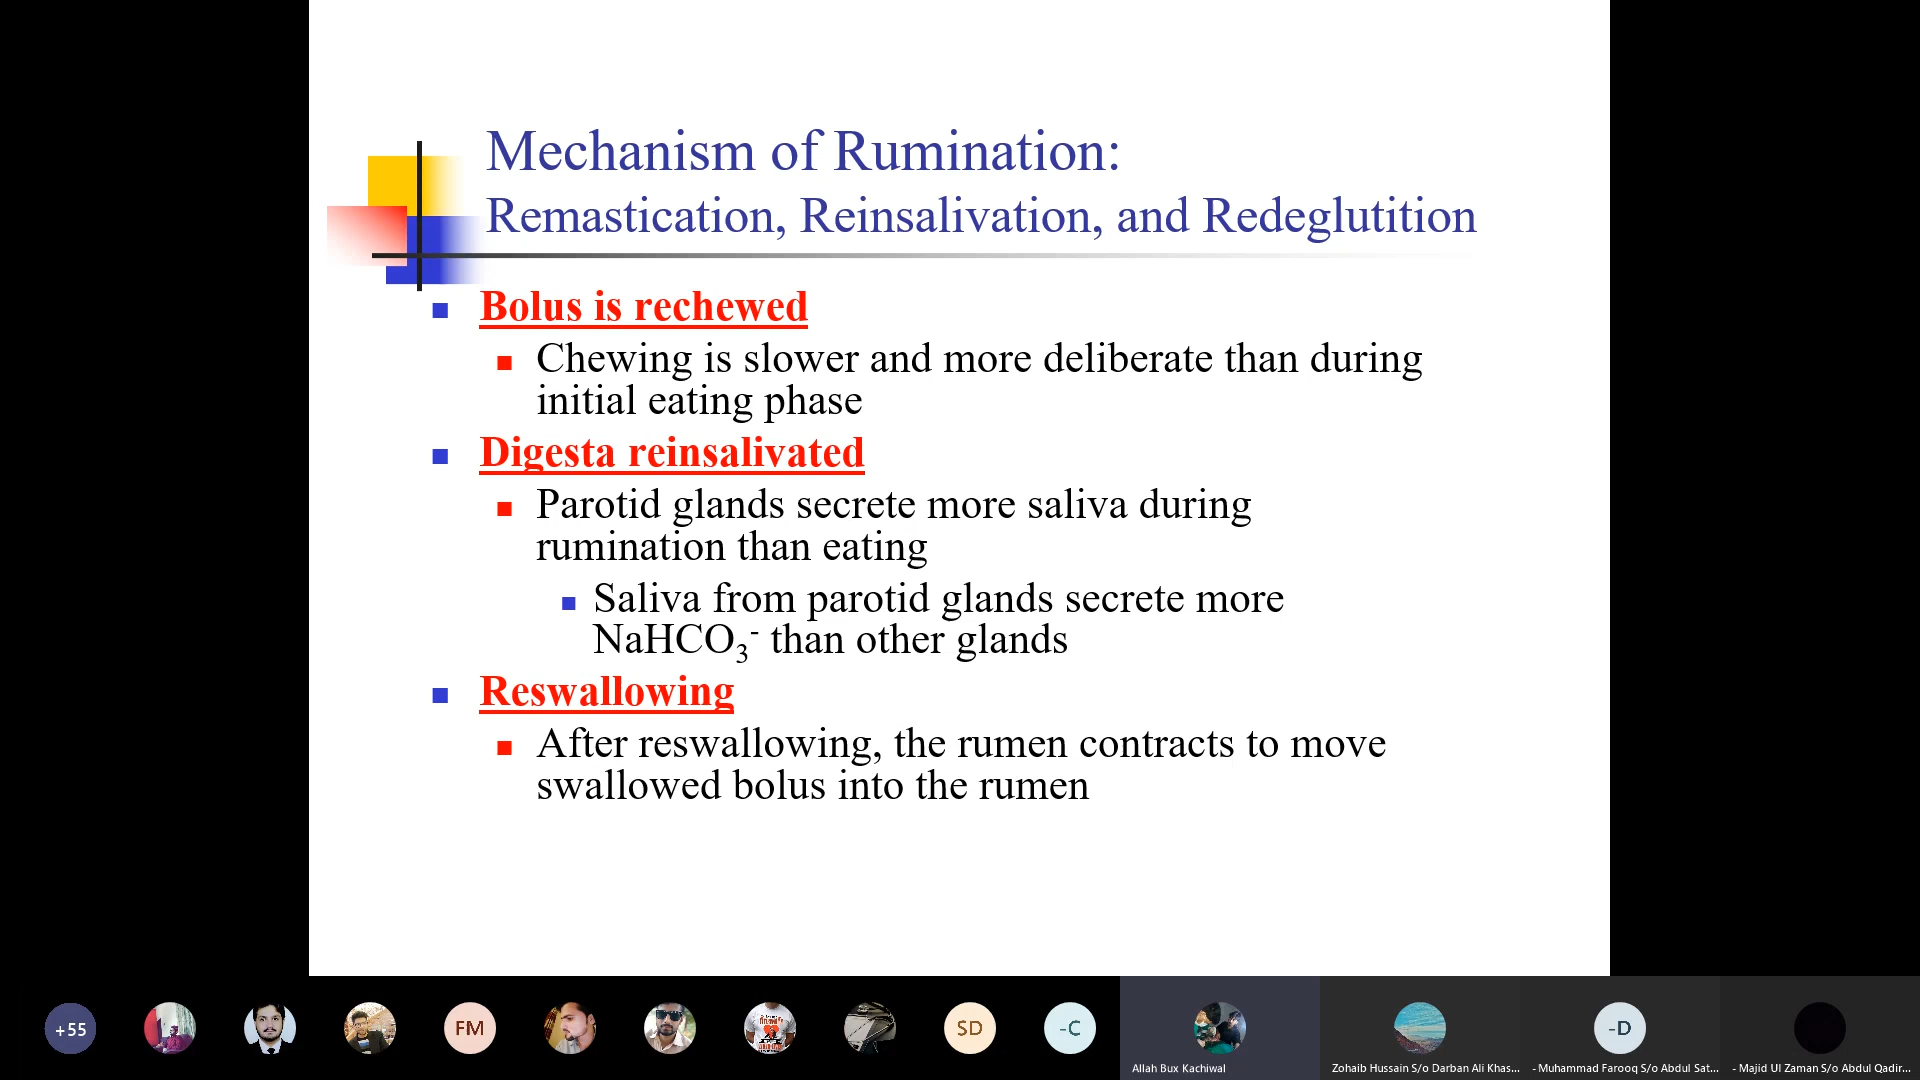 Mechanism of Rumination:
Remastication, Reinsalivation, and Redeglutition
Bolus is rechewed
Chewing is slower and more deliberate than during
initial eating phase
Digesta reinsalivated
Parotid glands secrete more saliva during
rumination than eating
Saliva from parotid glands secrete more
NaHCO₃⁻ than other glands
Reswallowing
After reswallowing, the rumen contracts to move
swallowed bolus into the rumen
+55
FM
SD
-C
-D
Allah Bux Kachiwal
Zohaib Hussain S/o Darban Ali Khas...
- Muhammad Farooq S/o Abdul Sat...
- Majid Ul Zaman S/o Abdul Qadir...